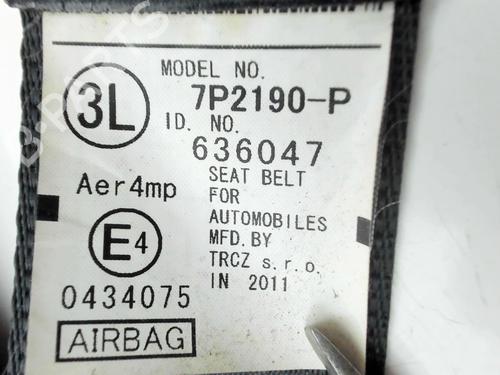 MODEL NO.
3L
7P2190-P
ID. NO.
636047
Aer4mp
SEAT BELT
FOR
AUTOMOBILES
E4
MFD. BY
TRCZ s.r.o.
0434075
IN 2011
AIRBAG
B-PARTS